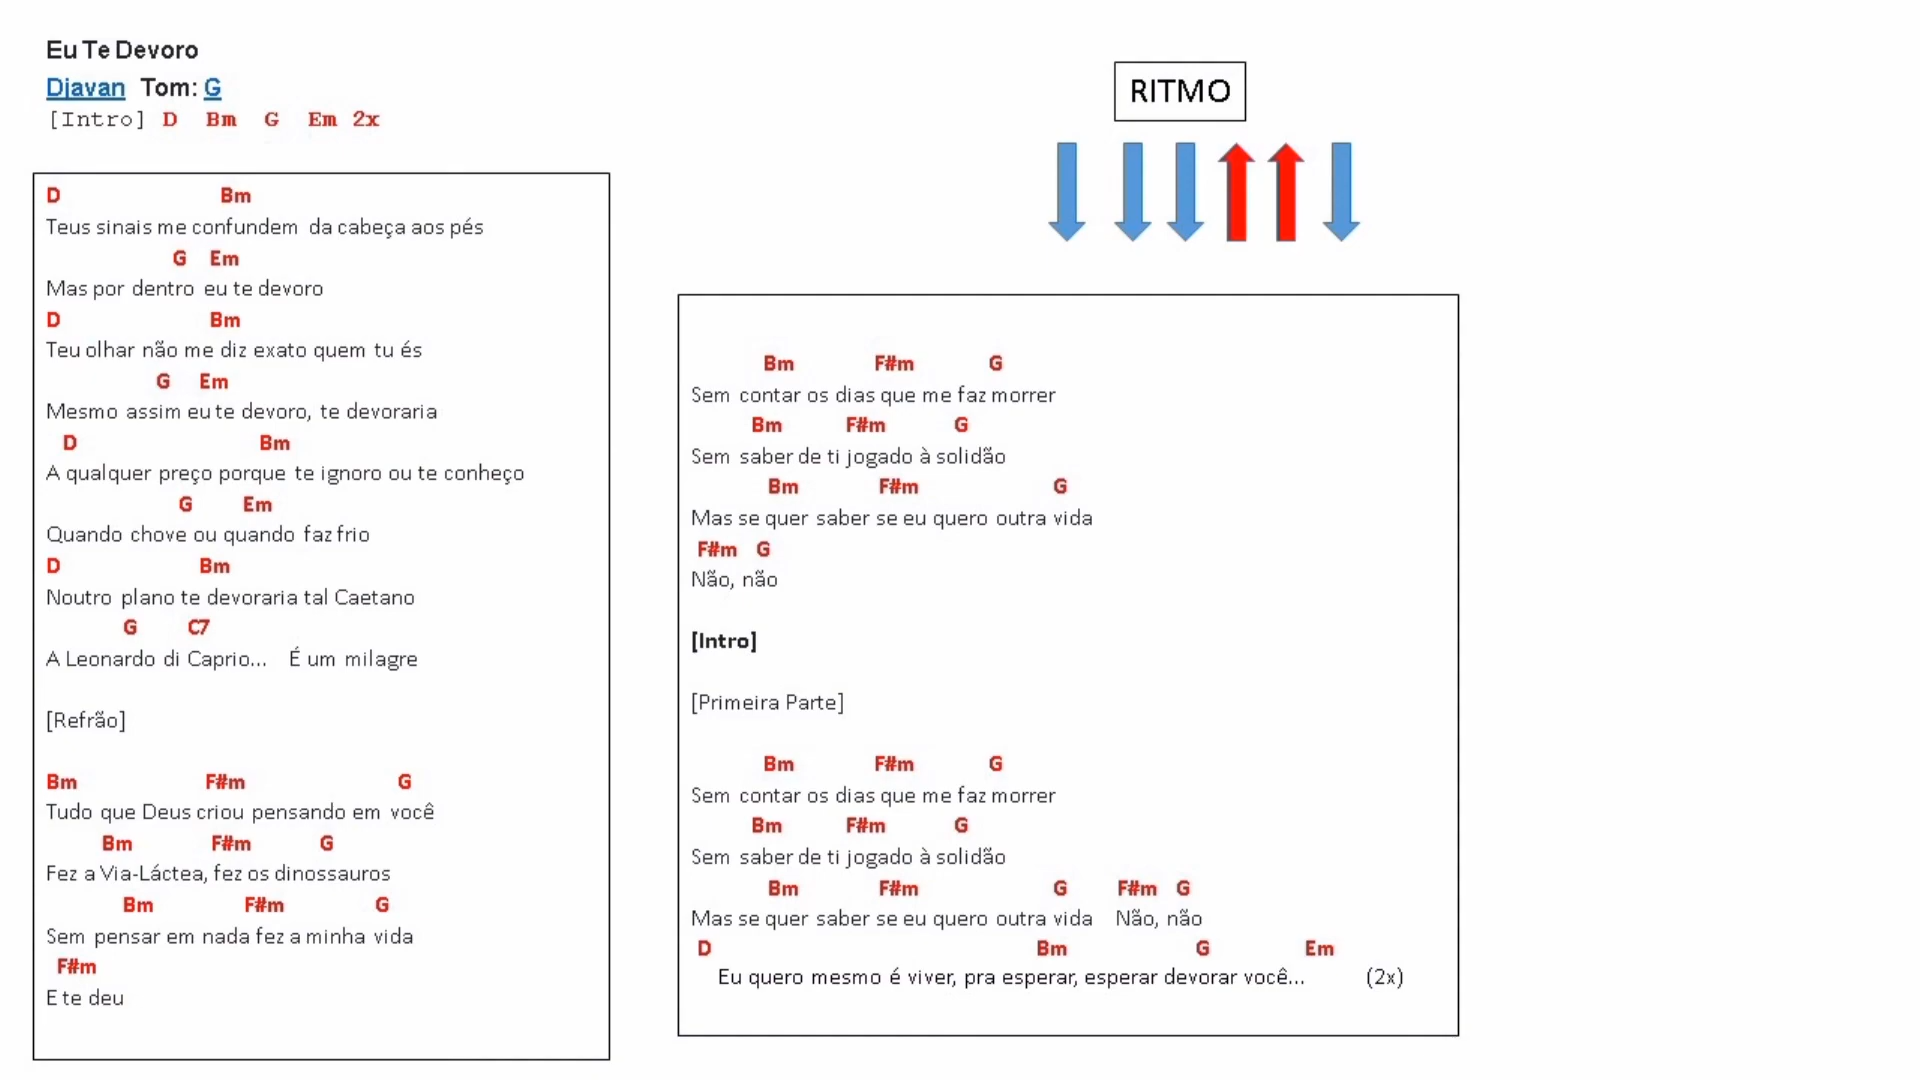 Eu Te Devoro
Djavan Tom: G
[Intro] D Bm G Em 2x
D Bm
Teus sinais me confundem da cabeça aos pés
G Em
Mas por dentro eu te devoro
D Bm
Teu olhar não me diz exato quem tu és
G Em
Mesmo assim eu te devoro, te devoraria
D Bm
A qualquer preço porque te ignoro ou te conheço
G Em
Quando chove ou quando faz frio
D Bm
Noutro plano te devoraria tal Caetano
G C7
A Leonardo di Caprio... É um milagre
[Refrão]
Bm F#m G
Tudo que Deus criou pensando em você
Bm F#m G
Fez a Via-Láctea, fez os dinossauros
Bm F#m G
Sem pensar em nada fez a minha vida
F#m
E te deu
RITMO
Bm F#m G
Sem contar os dias que me faz morrer
Bm F#m G
Sem saber de ti jogado à solidão
Bm F#m G
Mas se quer saber se eu quero outra vida
F#m G
Não, não
[Intro]
[Primeira Parte]
Bm F#m G
Sem contar os dias que me faz morrer
Bm F#m G
Sem saber de ti jogado à solidão
Bm F#m G F#m G
Mas se quer saber se eu quero outra vida Não, não
D Bm G Em
Eu quero mesmo é viver, pra esperar, esperar devorar você... (2x)